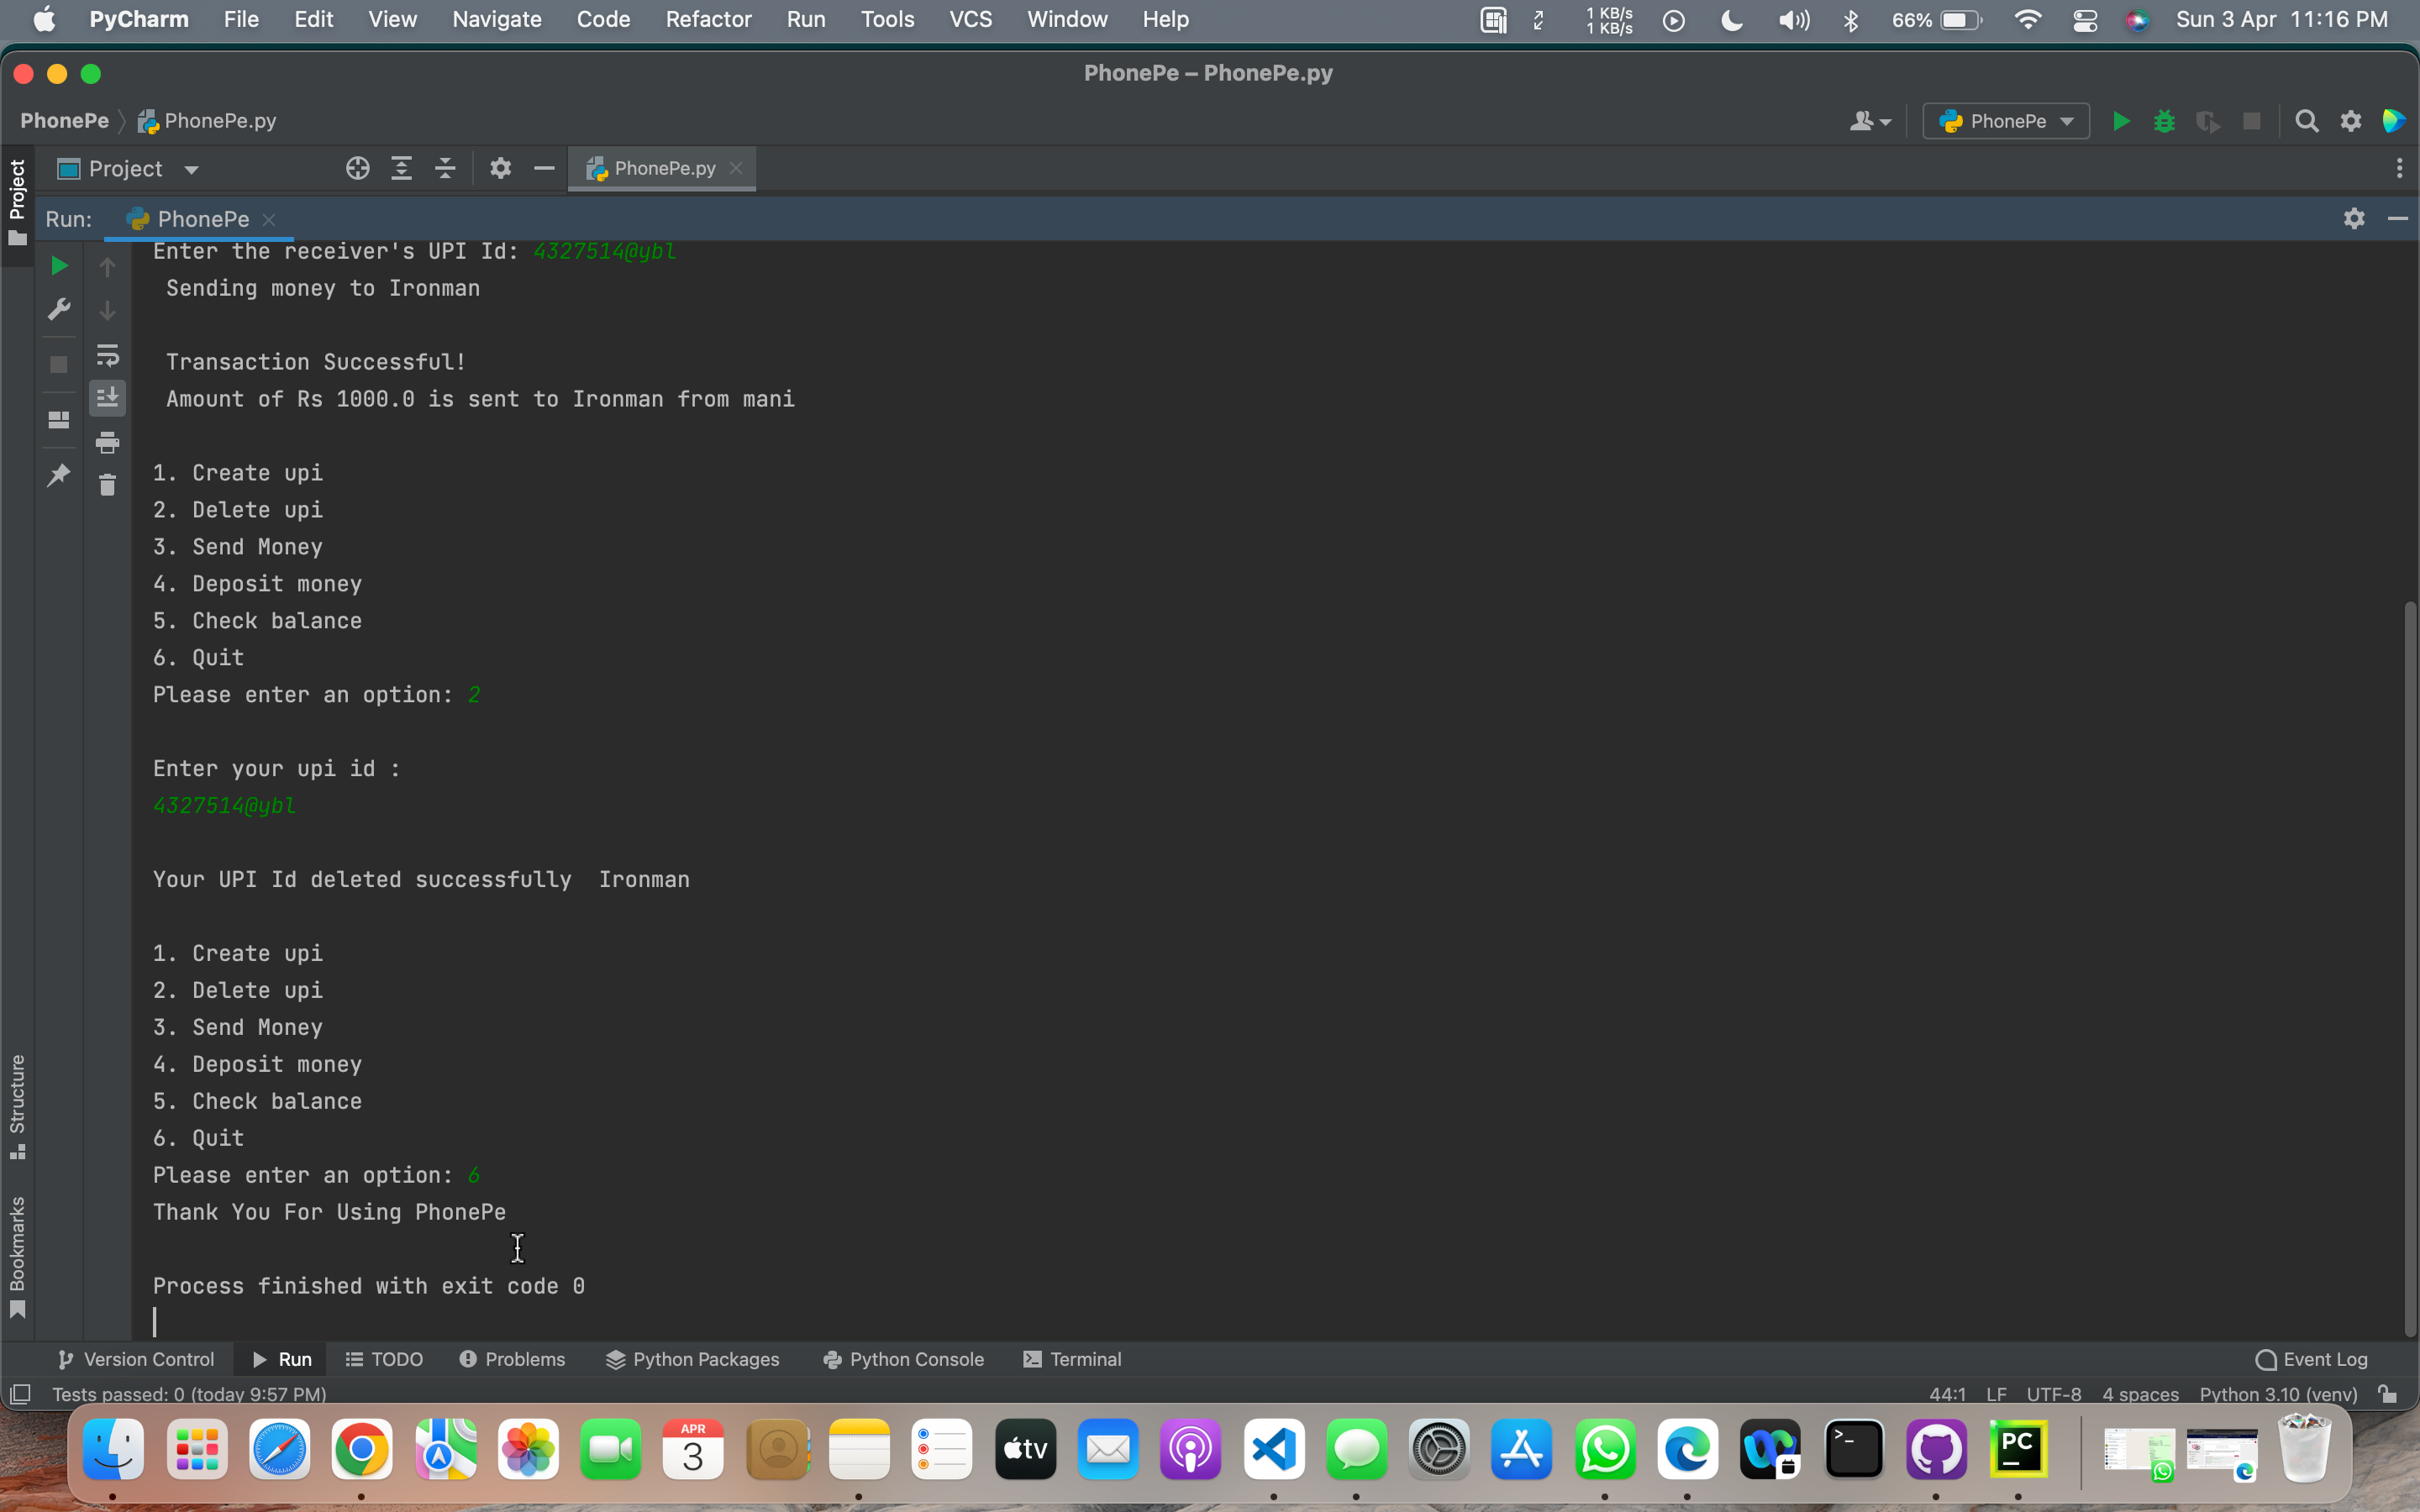 PyCharm File Edit View Navigate Code Refactor Run Tools VCS Window Help 1 KB/s 1 KB/s 66% Sun 3 Apr 11:16 PM
PhonePe – PhonePe.py
PhonePe PhonePe.py PhonePe
Project Project PhonePe.py
Run: PhonePe
Enter the receiver's UPI Id: 4327514@ybl
Sending money to Ironman
Transaction Successful!
Amount of Rs 1000.0 is sent to Ironman from mani
1. Create upi
2. Delete upi
3. Send Money
4. Deposit money
5. Check balance
6. Quit
Please enter an option: 2
Enter your upi id :
4327514@ybl
Your UPI Id deleted successfully  Ironman
1. Create upi
2. Delete upi
3. Send Money
4. Deposit money
5. Check balance
6. Quit
Please enter an option: 6
Thank You For Using PhonePe
Process finished with exit code 0
Structure
Bookmarks
Version Control Run TODO Problems Python Packages Python Console Terminal Event Log
Tests passed: 0 (today 9:57 PM) 44:1 LF UTF-8 4 spaces Python 3.10 (venv)
APR
3
tv
PC